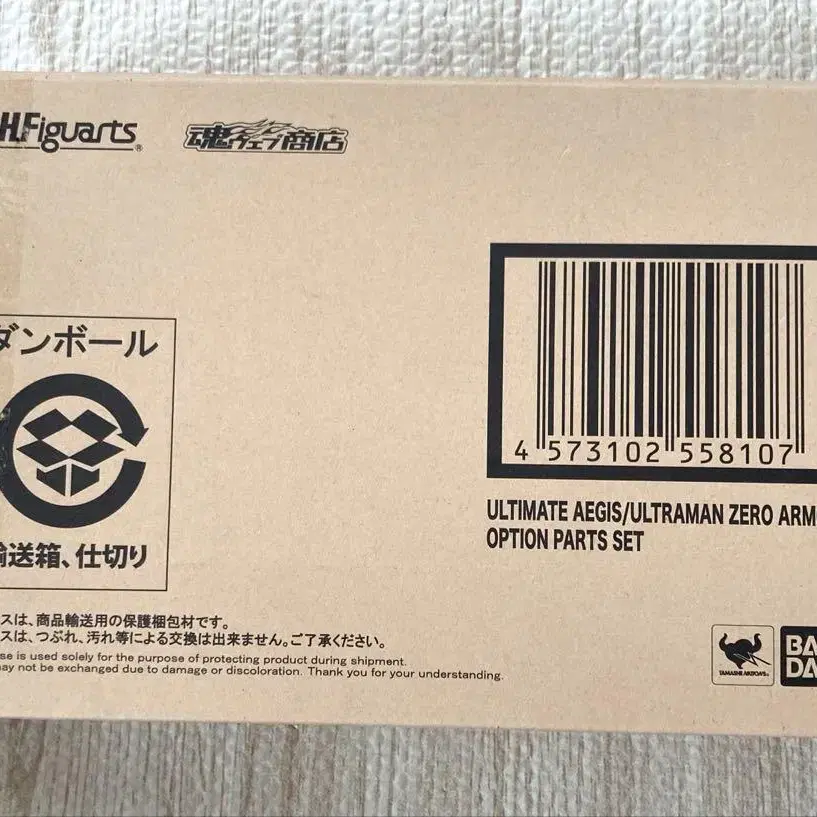 H.Figuarts®
魂ウェブ商店
ダンボール
輸送箱、仕切り
4 573102 558107
ULTIMATE AEGIS/ULTRAMAN ZERO ARM
OPTION PARTS SET
スは、商品輸送用の保護梱包材です。
スは、つぶれ、汚れ等による交換は出来ません。ご了承ください。
se is used solely for the purpose of protecting product during shipment.
may not be exchanged due to damage or discoloration. Thank you for your understanding.
TAMASHII NATIONS
BA
DA